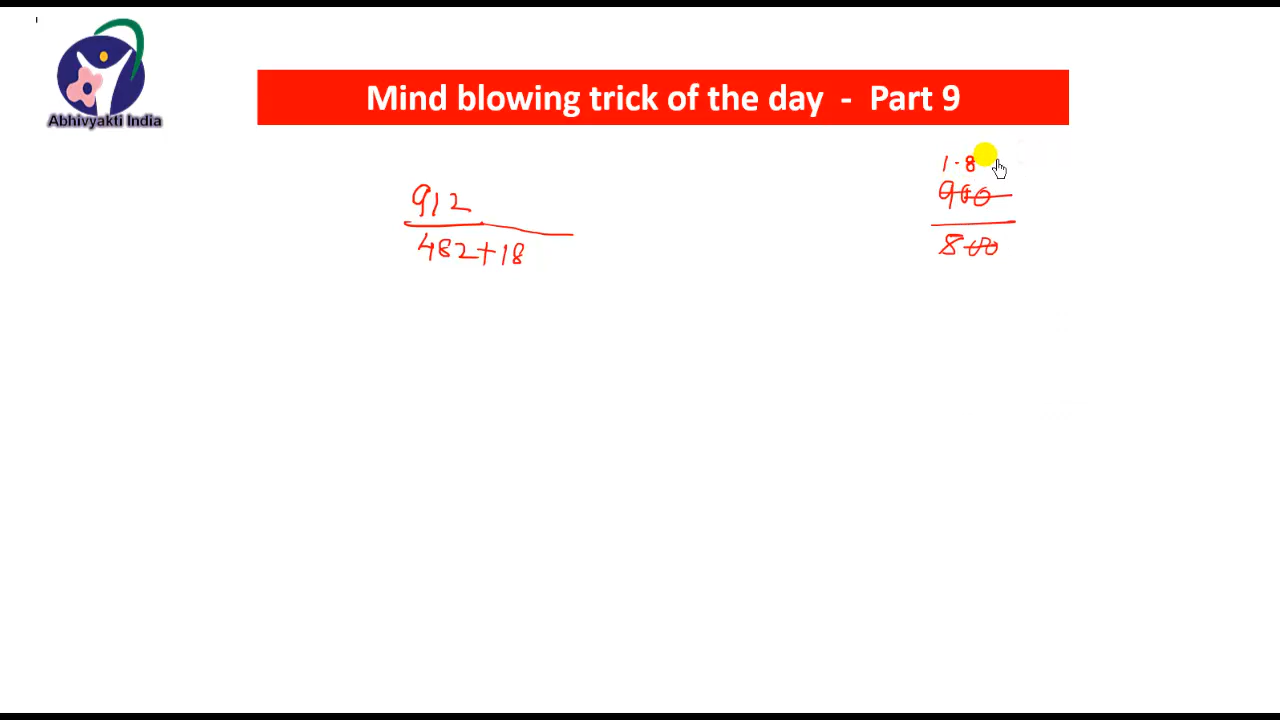 Abhivyakti India
Mind blowing trick of the day - Part 9
912
482+18
1.8
900
800